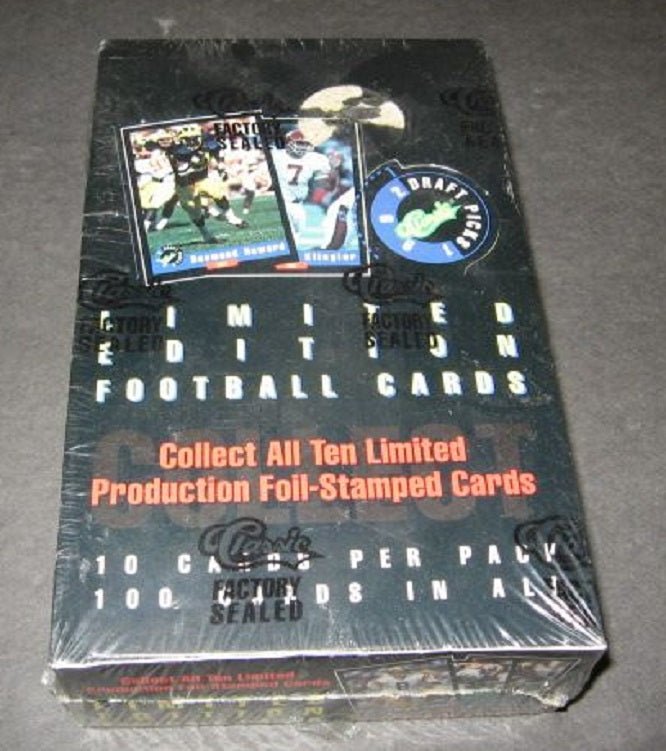 Classic
FACTORY
SEALED
Desmond Howard
Klingler
1992 DRAFT PICKS
Classic
LIMITED
EDITION
FOOTBALL CARDS
Classic
FACTORY
SEALED
Classic
FACTORY
SEALED
COLLECT
Collect All Ten Limited
Production Foil-Stamped Cards
10 CARDS PER PACK
100 CARDS IN ALL
Classic
FACTORY
SEALED
Collect All Ten Limited
Production Foil-Stamped Cards